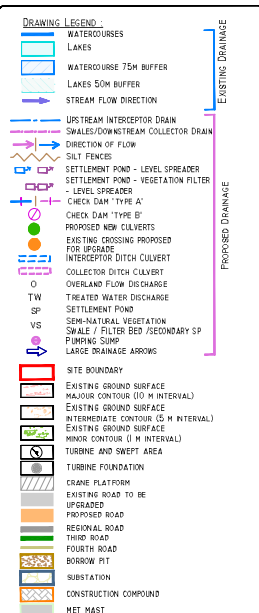 DRAWING LEGEND :
WATERCOURSES
LAKES
WATERCOURSE 75M BUFFER
LAKES 50M BUFFER
STREAM FLOW DIRECTION
EXISTING DRAINAGE
UPSTREAM INTERCEPTOR DRAIN
SWALES/DOWNSTREAM COLLECTOR DRAIN
DIRECTION OF FLOW
SILT FENCES
SETTLEMENT POND - LEVEL SPREADER
SETTLEMENT POND - VEGETATION FILTER
- LEVEL SPREADER
CHECK DAM 'TYPE A'
CHECK DAM 'TYPE B'
PROPOSED NEW CULVERTS
EXISTING CROSSING PROPOSED
FOR UPGRADE
INTERCEPTOR DITCH CULVERT
COLLECTOR DITCH CULVERT
O OVERLAND FLOW DISCHARGE
TW TREATED WATER DISCHARGE
SP SETTLEMENT POND
VS SEMI-NATURAL VEGETATION
SWALE / FILTER BED /SECONDARY SP
PUMPING SUMP
LARGE DRAINAGE ARROWS
PROPOSED DRAINAGE
SITE BOUNDARY
EXISTING GROUND SURFACE
MAJOUR CONTOUR (10 M INTERVAL)
EXISTING GROUND SURFACE
INTERMEDIATE CONTOUR (5 M INTERVAL)
EXISTING GROUND SURFACE
MINOR CONTOUR (1 M INTERVAL)
TURBINE AND SWEPT AREA
TURBINE FOUNDATION
CRANE PLATFORM
EXISTING ROAD TO BE
UPGRADED
PROPOSED ROAD
REGIONAL ROAD
THIRD ROAD
FOURTH ROAD
BORROW PIT
SUBSTATION
CONSTRUCTION COMPOUND
MET MAST